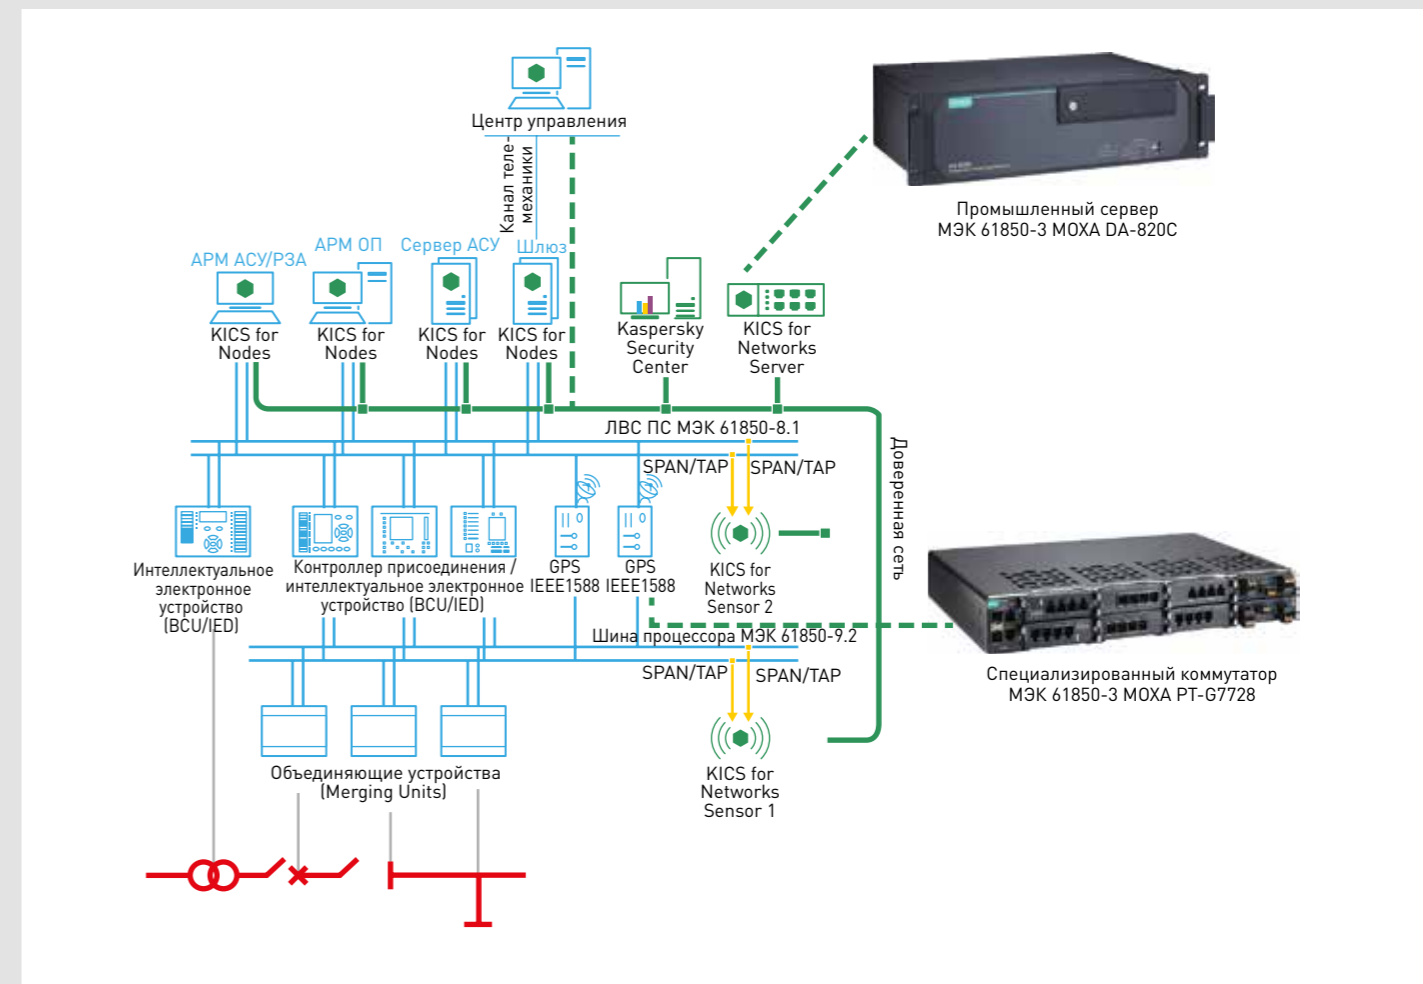 Центр управления
Канал теле-
механики
АРМ АСУ/РЗА
АРМ ОП
Сервер АСУ
Шлюз
KICS for
Nodes
KICS for
Nodes
KICS for
Nodes
KICS for
Nodes
Kaspersky
Security
Center
KICS for
Networks
Server
Промышленный сервер
МЭК 61850-3 MOXA DA-820C
ЛВС ПС МЭК 61850-8.1
SPAN/TAP
SPAN/TAP
Доверенная сеть
Интеллектуальное
электронное
устройство
(BCU/IED)
Контроллер присоединения /
интеллектуальное электронное
устройство (BCU/IED)
GPS
IEEE1588
GPS
IEEE1588
KICS for
Networks
Sensor 2
Шина процессора МЭК 61850-9.2
SPAN/TAP
SPAN/TAP
Специализированный коммутатор
МЭК 61850-3 MOXA PT-G7728
Объединяющие устройства
(Merging Units)
KICS for
Networks
Sensor 1